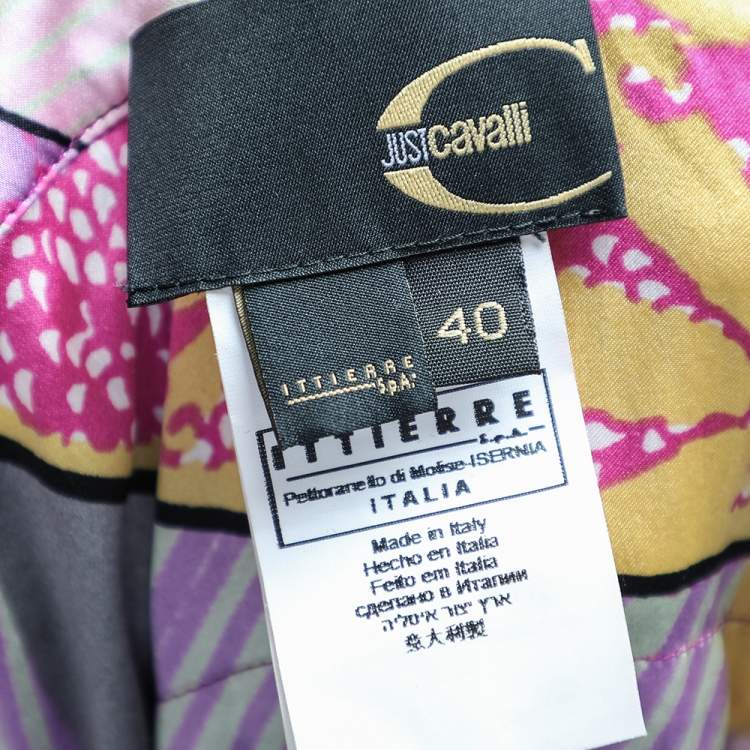 JUST cavalli
ITTIERRE
S.p.A.
40
ITTIERRE
S.p.A.
Pettoranello di Molise-ISERNIA
ITALIA
Made in Italy
Hecho en Italia
Feito em Italia
сделано в Италии
ארץ יצור איטליה
意大利製